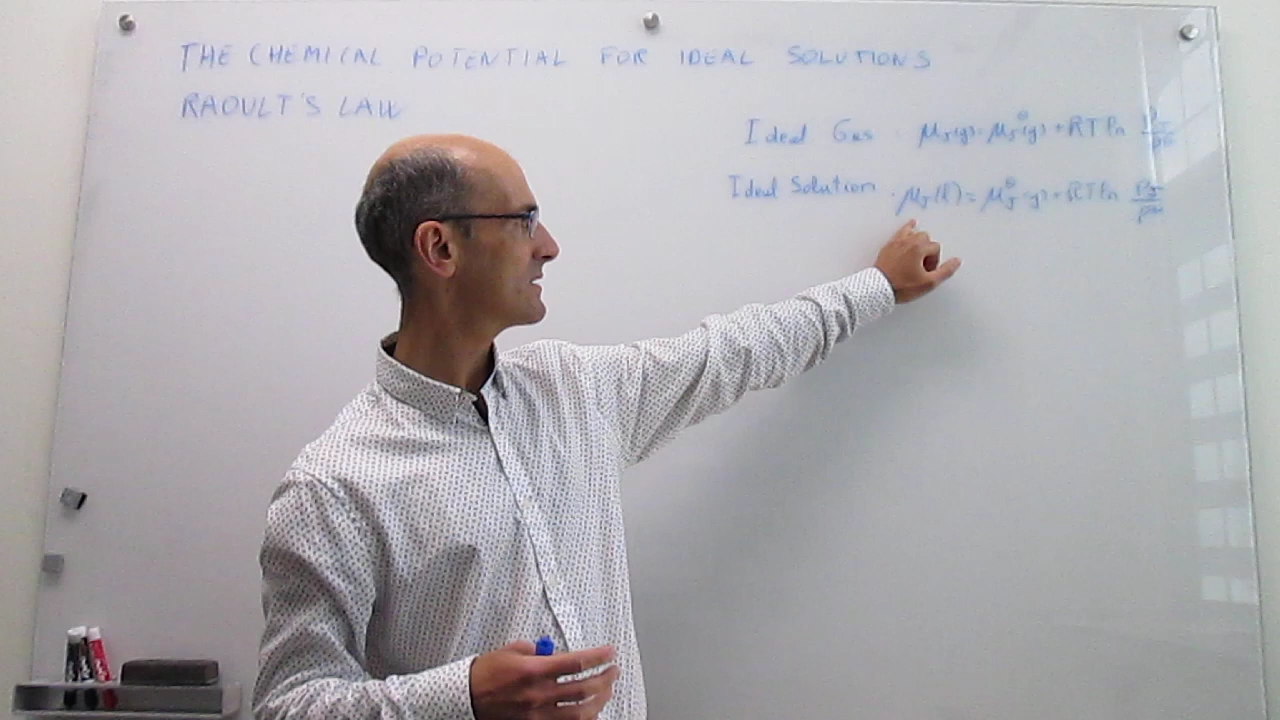 THE CHEMICAL POTENTIAL FOR IDEAL SOLUTIONS
RAOULT'S LAW
Ideal Gas : μJ(g) = μJ⦵(g) + RT ln PJ/P⦵
Ideal Solution : μJ(l) = μJ⦵(g) + RT ln PJ/P⦵